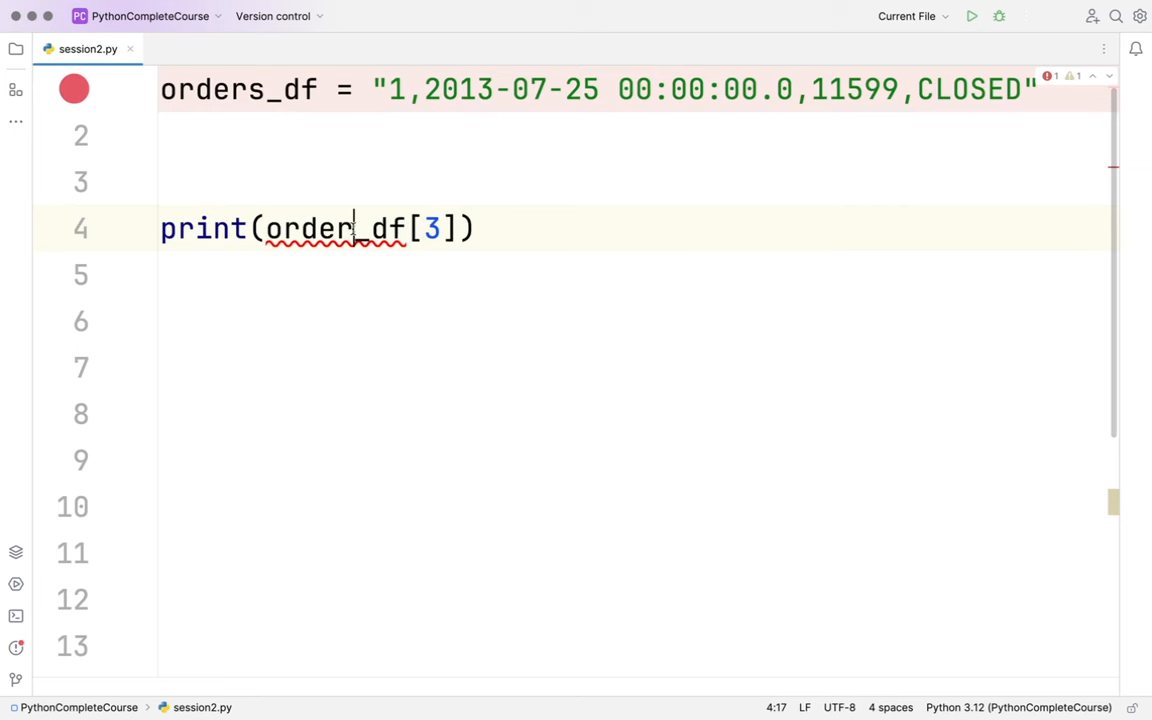 PC PythonCompleteCourse Version control Current File
session2.py
orders_df = "1,2013-07-25 00:00:00.0,11599,CLOSED" 1 1
2
3
4 print(order_df[3])
5
6
7
8
9
10
11
12
13
PythonCompleteCourse session2.py 4:17 LF UTF-8 4 spaces Python 3.12 (PythonCompleteCourse)